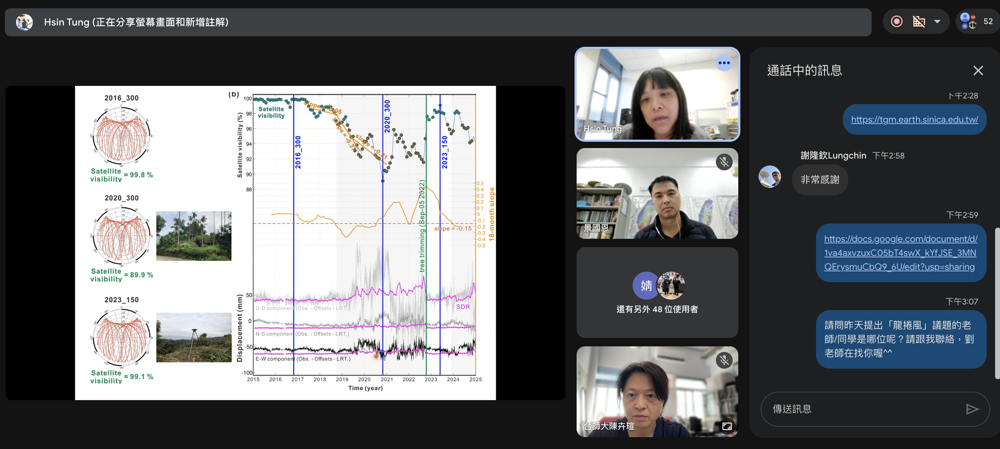 Hsin Tung (正在分享螢幕畫面和新增註解)
52
2016_300
Satellite
visibility = 99.8 %
2020_300
Satellite
visibility = 89.9 %
2023_150
Satellite
visibility = 99.1 %
(b)
Satellite visibility (%)
100
98
96
94
92
90
88
Satellite
visibility
slope = -0.06
slope = -0.37
slope = -0.21
2016_300
2020_300
2023_150
tree trimming (Sep-05 2022)
0.5
0.4
0.3
0.2
0.1
0
-0.1
-0.2
-0.3
-0.4
-0.5
18-month slope
slope = -0.15
Displacement (mm)
50
0
-50
-100
U-D component (Obs. - Offsets - LRT.)
SDR
N-S component (Obs. - Offsets - LRT.)
E-W component (Obs. - Offsets - LRT.)
2015 2016 2017 2018 2019 2020 2021 2022 2023 2024 2025
Time (year)
Hsin Tung
景國恩
婧
還有另外 48 位使用者
台師大陳卉瑄
通話中的訊息
下午2:28
https://tgm.earth.sinica.edu.tw/
謝隆欽Lungchin 下午2:58
非常感謝
下午2:59
https://docs.google.com/document/d/
1va4axvzuxC05bT4swX_kYfJSE_3MN
QErysmuCbQ9_6U/edit?usp=sharing
下午3:07
請問昨天提出「龍捲風」議題的老
師/同學是哪位呢？請跟我聯絡，劉
老師在找你喔^^
傳送訊息